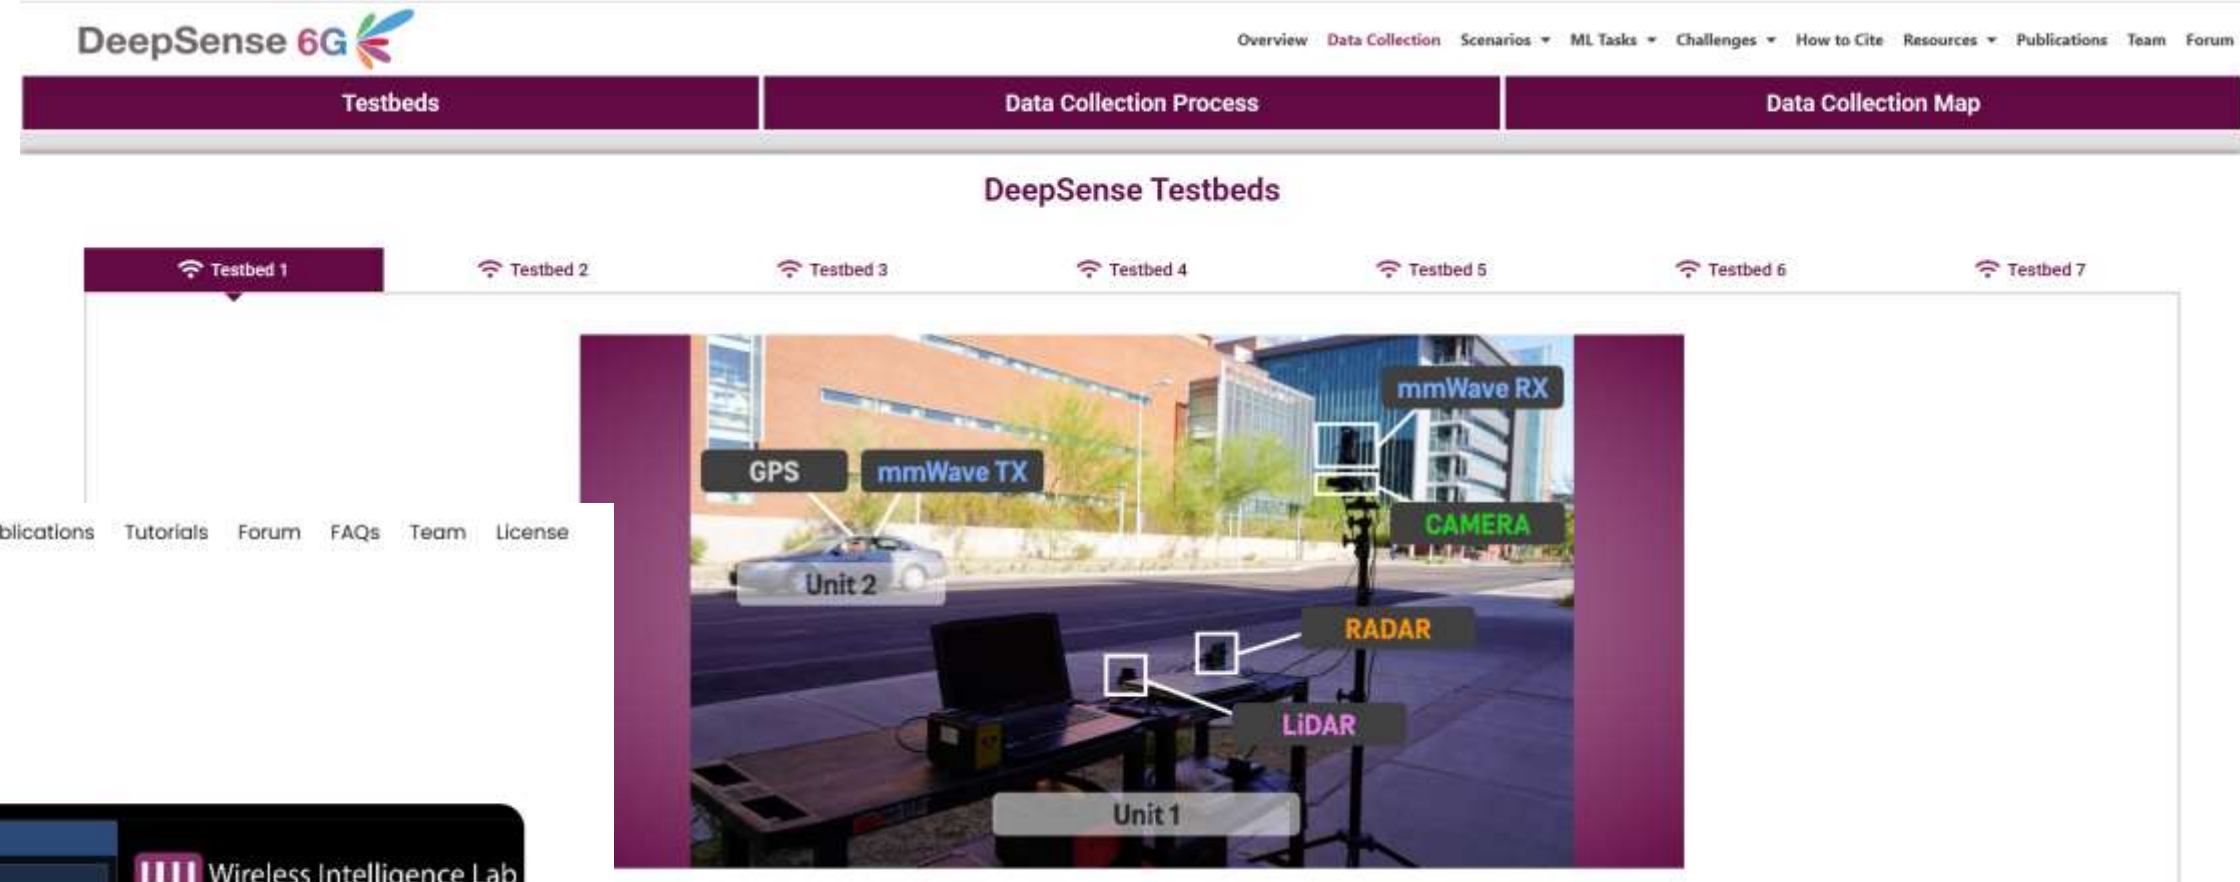 DeepSense 6G
Overview Data Collection Scenarios ML Tasks Challenges How to Cite Resources Publications Team Forum
Testbeds Data Collection Process Data Collection Map
DeepSense Testbeds
Testbed 1 Testbed 2 Testbed 3 Testbed 4 Testbed 5 Testbed 6 Testbed 7
mmWave RX
GPS mmWave TX
CAMERA
blications Tutorials Forum FAQs Team License
Unit 2
RADAR
LiDAR
Unit 1
Wireless Intelligence Lab